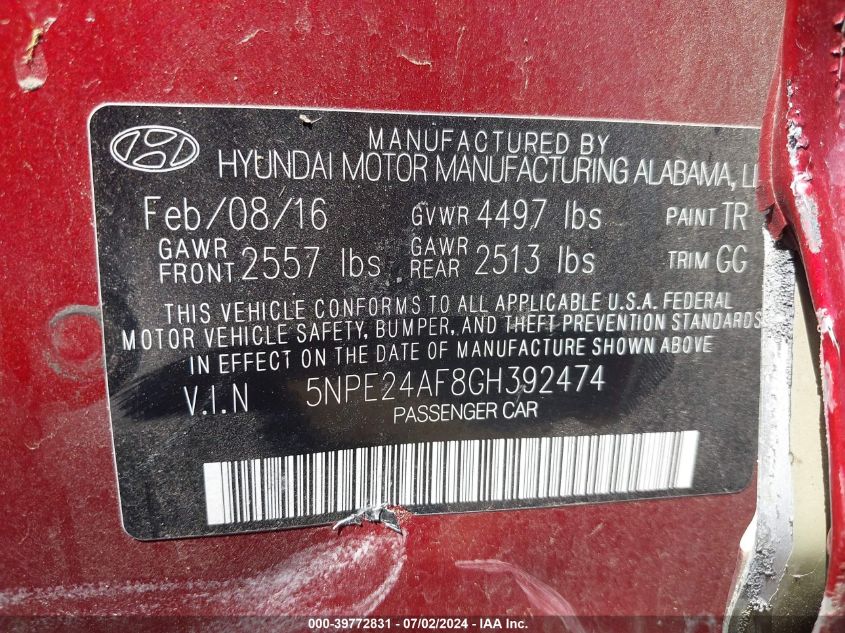 MANUFACTURED BY
HYUNDAI MOTOR MANUFACTURING ALABAMA, LL
Feb/08/16 GVWR 4497 lbs PAINT TR
GAWR FRONT 2557 lbs GAWR REAR 2513 lbs TRIM GG
THIS VEHICLE CONFORMS TO ALL APPLICABLE U.S.A. FEDERAL
MOTOR VEHICLE SAFETY, BUMPER, AND THEFT PREVENTION STANDARDS
IN EFFECT ON THE DATE OF MANUFACTURE SHOWN ABOVE
V.I.N 5NPE24AF8GH392474
PASSENGER CAR
000-39772831 - 07/02/2024 - IAA Inc.